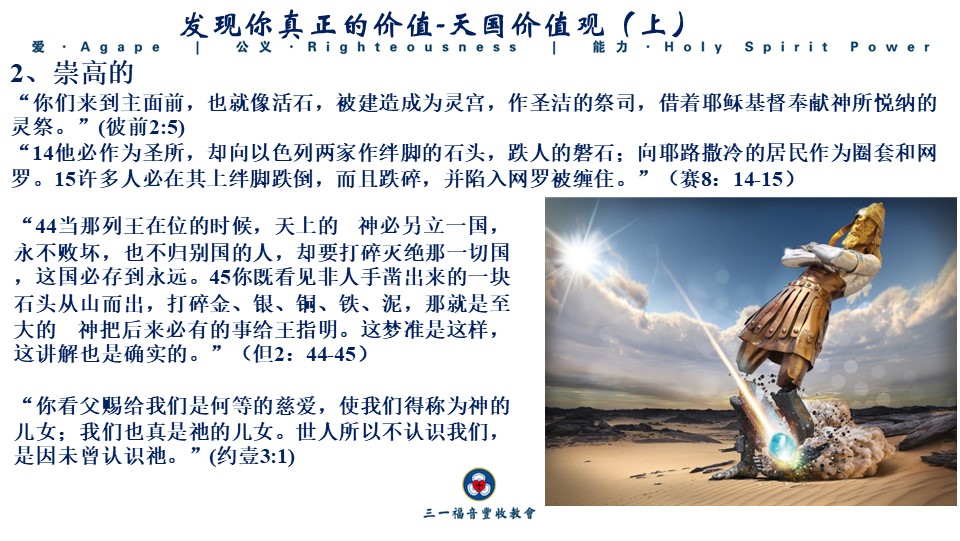 发现你真正的价值-天国价值观（上）
爱·Agape | 公义·Righteousness | 能力·Holy Spirit Power
2、崇高的
“你们来到主面前，也就像活石，被建造成为灵宫，作圣洁的祭司，借着耶稣基督奉献神所悦纳的
灵祭。”(彼前2:5)
“14他必作为圣所，却向以色列两家作绊脚的石头，跌人的磐石；向耶路撒冷的居民作为圈套和网
罗。15许多人必在其上绊脚跌倒，而且跌碎，并陷入网罗被缠住。”（赛8：14-15）
“44当那列王在位的时候，天上的　神必另立一国，
永不败坏，也不归别国的人，却要打碎灭绝那一切国
，这国必存到永远。45你既看见非人手凿出来的一块
石头从山而出，打碎金、银、铜、铁、泥，那就是至
大的　神把后来必有的事给王指明。这梦准是这样，
这讲解也是确实的。”（但2：44-45）
“你看父赐给我们是何等的慈爱，使我们得称为神的
儿女；我们也真是祂的儿女。世人所以不认识我们，
是因未曾认识祂。”(约壹3:1)
三一福音豐收教會